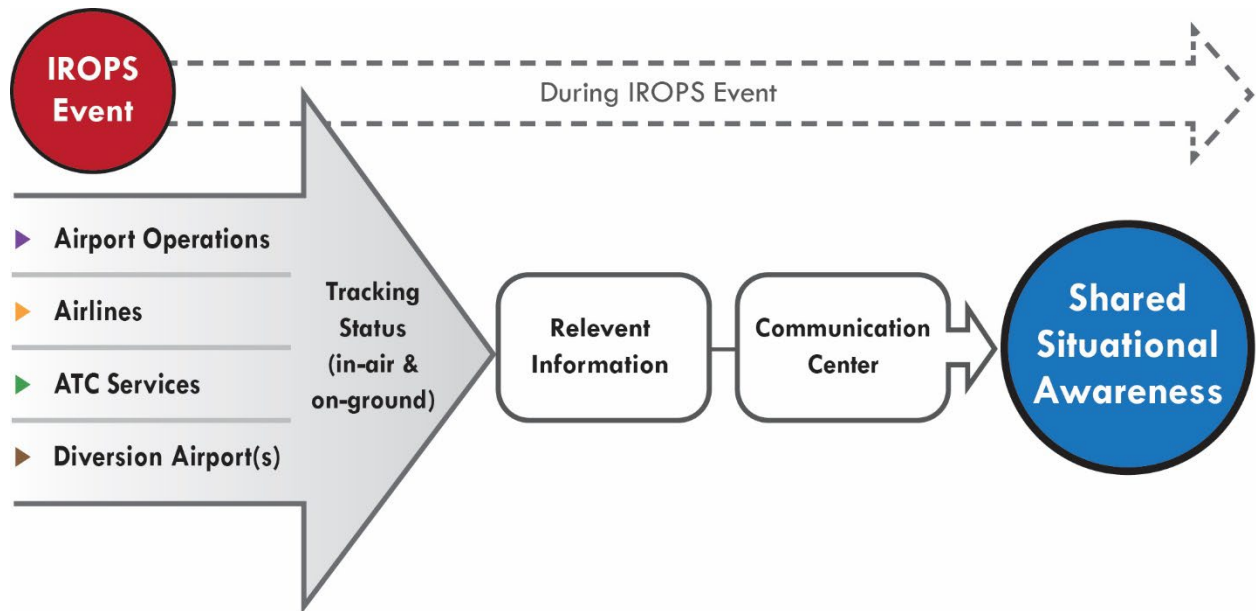 IROPS
Event
During IROPS Event
Airport Operations
Airlines
ATC Services
Diversion Airport(s)
Tracking
Status
(in-air &
on-ground)
Relevent
Information
Communication
Center
Shared
Situational
Awareness